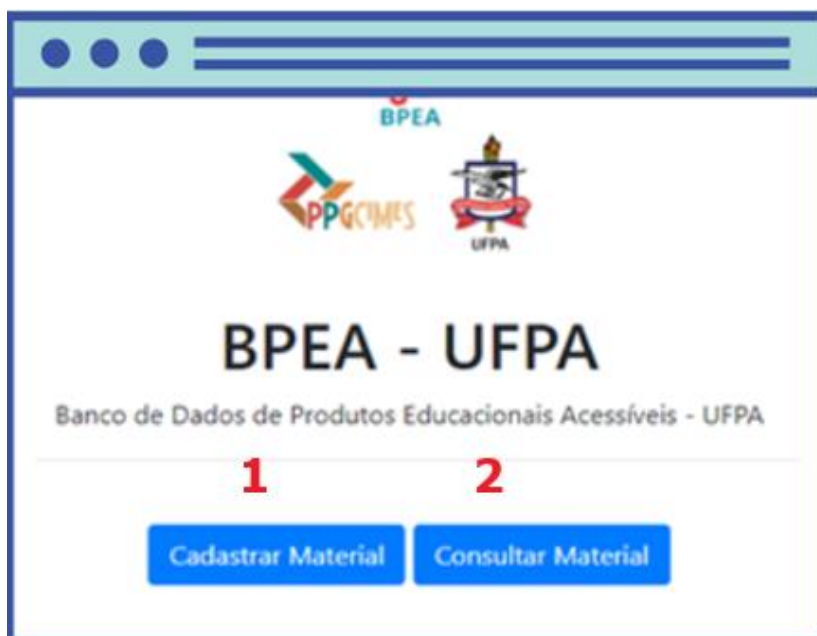 BPEA
PPGCIMES
UFPA
BPEA - UFPA
Banco de Dados de Produtos Educacionais Acessíveis - UFPA
1 2
Cadastrar Material Consultar Material